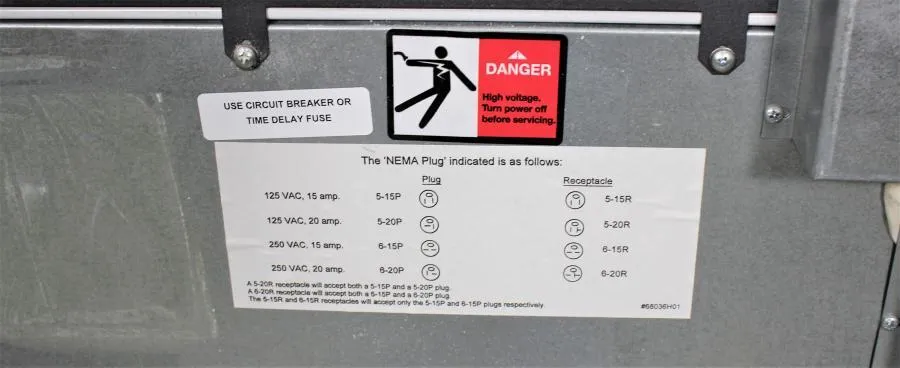 USE CIRCUIT BREAKER OR
TIME DELAY FUSE
DANGER
High voltage.
Turn power off
before servicing.
The 'NEMA Plug' indicated is as follows:
Plug Receptacle
125 VAC, 15 amp. 5-15P 5-15R
125 VAC, 20 amp. 5-20P 5-20R
250 VAC, 15 amp. 6-15P 6-15R
250 VAC, 20 amp. 6-20P 6-20R
A 5-20R receptacle will accept both a 5-15P and a 5-20P plug.
A 6-20R receptacle will accept both a 6-15P and a 6-20P plug.
The 5-15R and 6-15R receptacles will accept only the 5-15P and 6-15P plugs respectively.
#68036H01